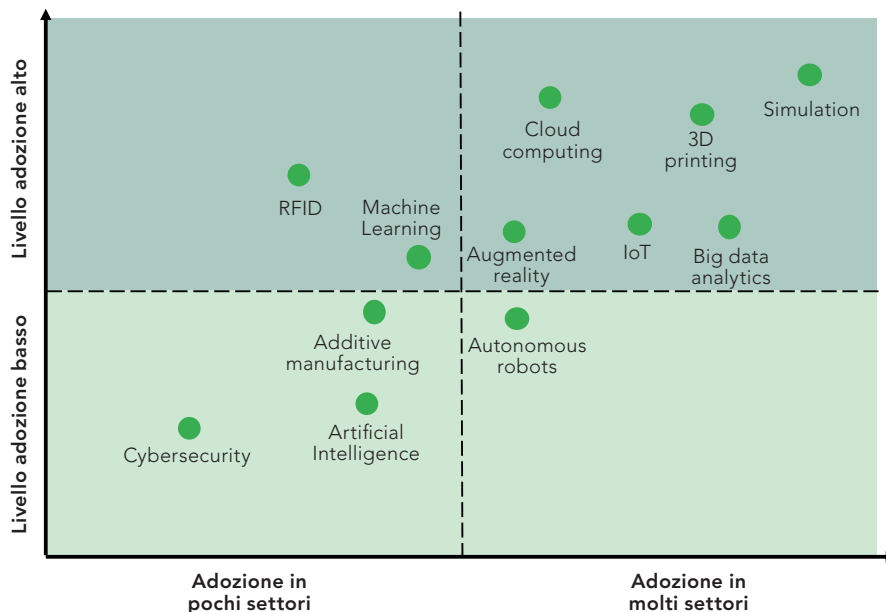 Livello adozione alto
Livello adozione basso
Simulation
Cloud
computing
3D
printing
RFID
Machine
Learning
Augmented
reality
IoT
Big data
analytics
Additive
manufacturing
Autonomous
robots
Cybersecurity
Artificial
Intelligence
Adozione in
pochi settori
Adozione in
molti settori